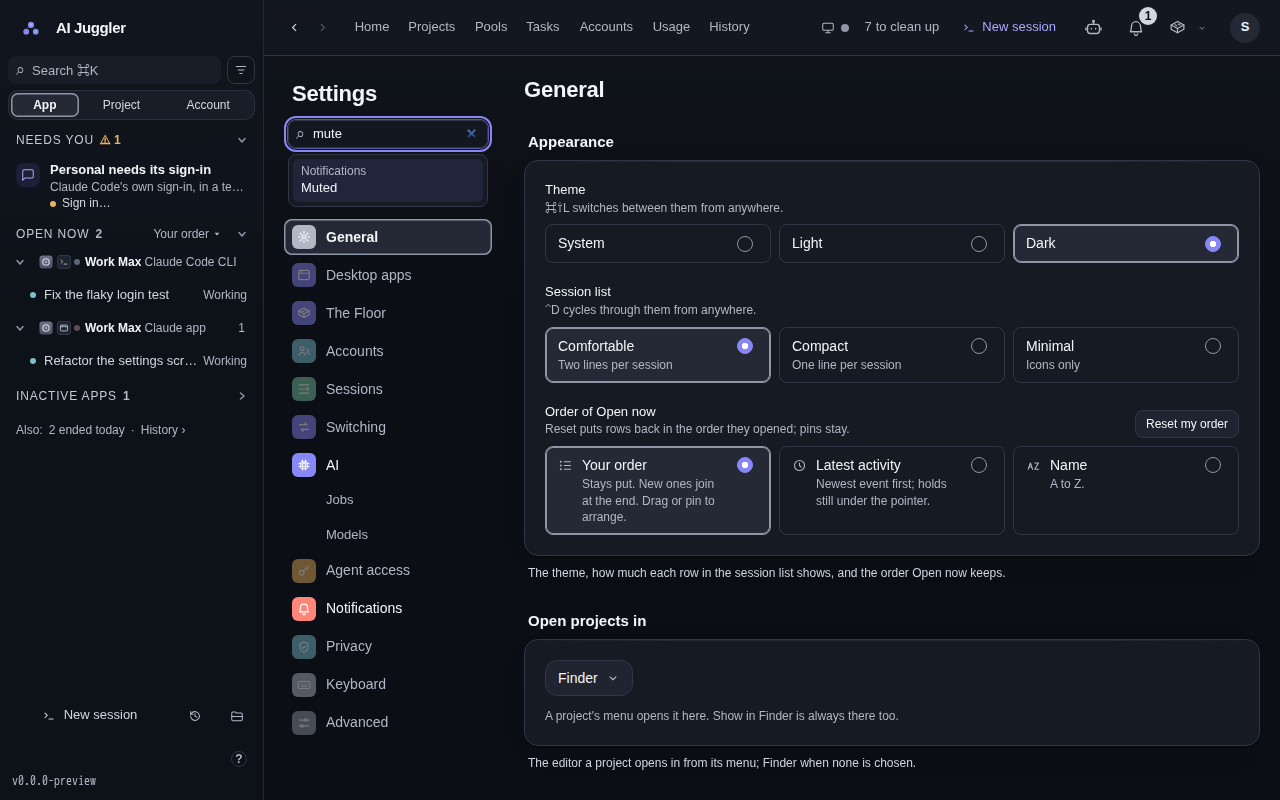 AI Juggler
Search ⌘K
App Project Account
NEEDS YOU 1
Personal needs its sign-in
Claude Code's own sign-in, in a te…
Sign in…
OPEN NOW 2 Your order
Work Max Claude Code CLI
Fix the flaky login test Working
Work Max Claude app 1
Refactor the settings scr… Working
INACTIVE APPS 1
Also: 2 ended today · History ›
New session
?
v0.0.0-preview
Home Projects Pools Tasks Accounts Usage History
7 to clean up
New session
1
S
Settings
mute
Notifications
Muted
General
Desktop apps
The Floor
Accounts
Sessions
Switching
AI
Jobs
Models
Agent access
Notifications
Privacy
Keyboard
Advanced
General
Appearance
Theme
⌘⇧L switches between them from anywhere.
System Light Dark
Session list
^D cycles through them from anywhere.
Comfortable
Two lines per session
Compact
One line per session
Minimal
Icons only
Order of Open now
Reset puts rows back in the order they opened; pins stay.
Reset my order
Your order
Stays put. New ones join
at the end. Drag or pin to
arrange.
Latest activity
Newest event first; holds
still under the pointer.
AZ Name
A to Z.
The theme, how much each row in the session list shows, and the order Open now keeps.
Open projects in
Finder
A project's menu opens it here. Show in Finder is always there too.
The editor a project opens in from its menu; Finder when none is chosen.